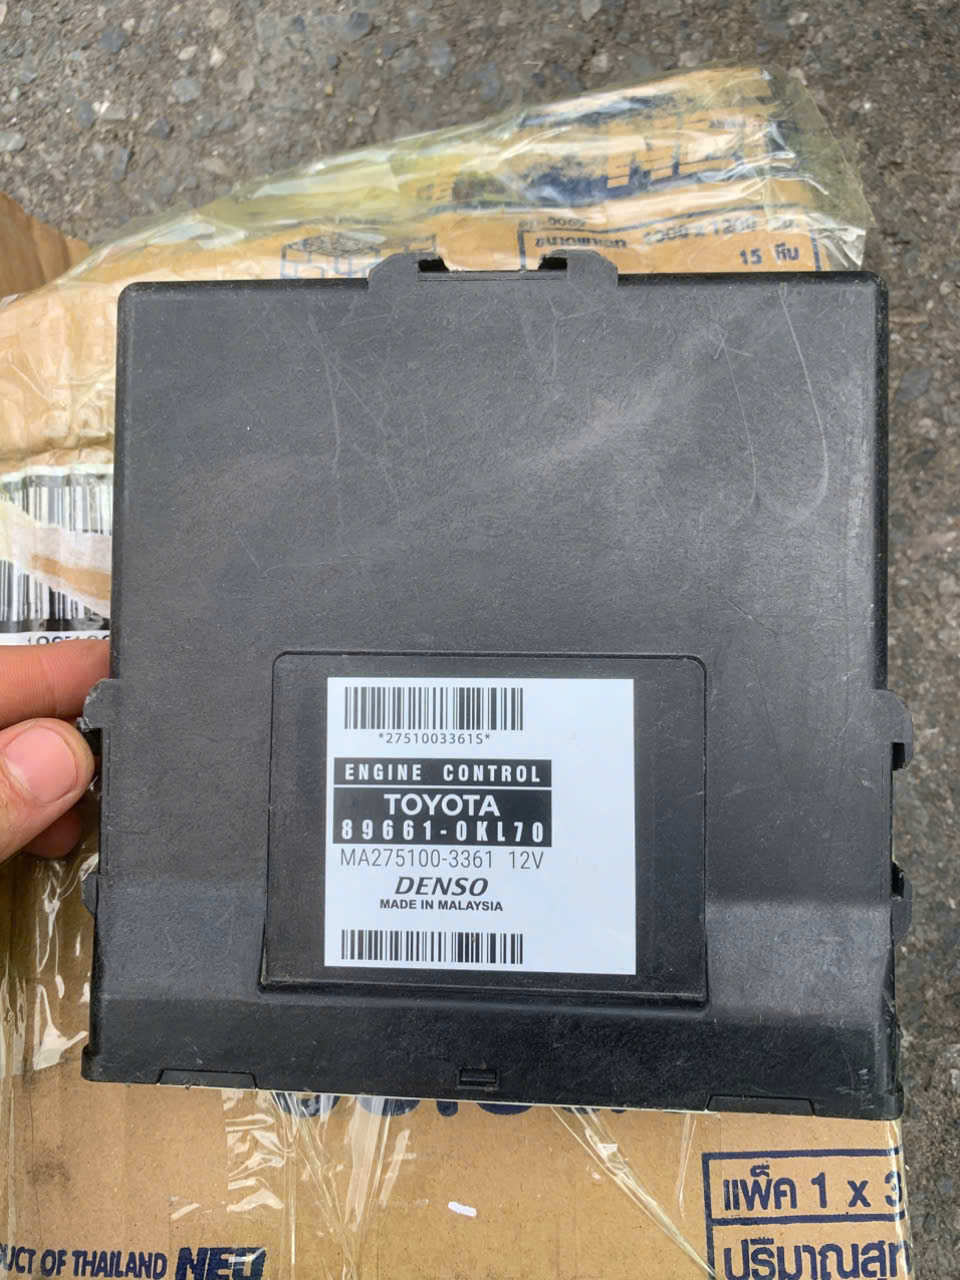 15 หีบ
*2751003361S*
ENGINE CONTROL
TOYOTA
89661-0KL70
MA275100-3361 12V
DENSO
MADE IN MALAYSIA
แพ็ค 1 x 3
OF THAILAND NEO